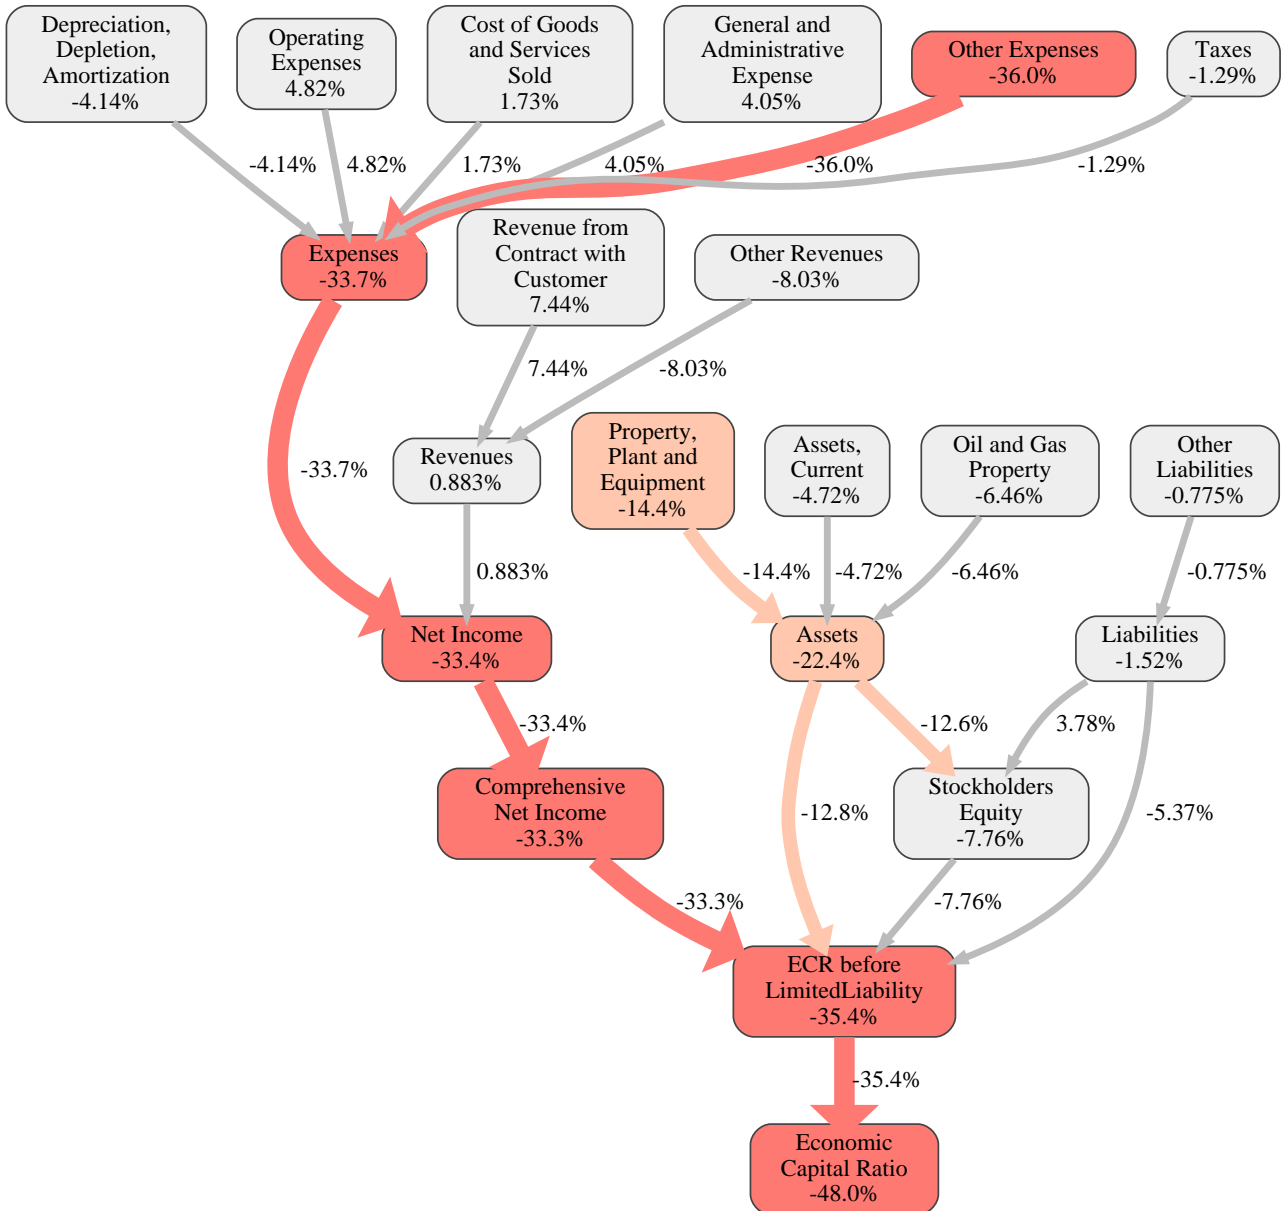 Depreciation,
Depletion,
Amortization
-4.14%
Operating
Expenses
4.82%
Cost of Goods
and Services
Sold
1.73%
General and
Administrative
Expense
4.05%
Other Expenses
-36.0%
Taxes
-1.29%
-4.14%
4.82%
1.73%
4.05%
-36.0%
-1.29%
Expenses
-33.7%
Revenue from
Contract with
Customer
7.44%
Other Revenues
-8.03%
7.44%
-8.03%
-33.7%
Revenues
0.883%
Property,
Plant and
Equipment
-14.4%
Assets,
Current
-4.72%
Oil and Gas
Property
-6.46%
Other
Liabilities
-0.775%
0.883%
-14.4%
-4.72%
-6.46%
-0.775%
Net Income
-33.4%
Assets
-22.4%
Liabilities
-1.52%
-33.4%
-12.6%
3.78%
Comprehensive
Net Income
-33.3%
-12.8%
Stockholders
Equity
-7.76%
-5.37%
-33.3%
-7.76%
ECR before
LimitedLiability
-35.4%
-35.4%
Economic
Capital Ratio
-48.0%